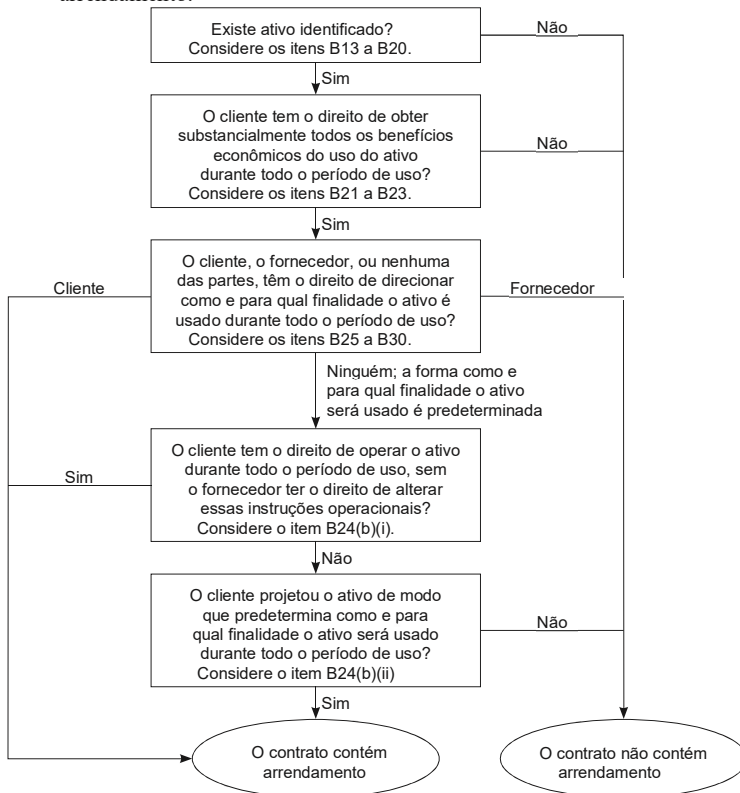 Existe ativo identificado?
Considere os itens B13 a B20.
Não
Sim
O cliente tem o direito de obter
substancialmente todos os benefícios
econômicos do uso do ativo
durante todo o período de uso?
Considere os itens B21 a B23.
Não
Sim
O cliente, o fornecedor, ou nenhuma
das partes, têm o direito de direcionar
como e para qual finalidade o ativo é
usado durante todo o período de uso?
Considere os itens B25 a B30.
Cliente
Fornecedor
Ninguém; a forma como e
para qual finalidade o ativo
será usado é predeterminada
O cliente tem o direito de operar o ativo
durante todo o período de uso, sem
o fornecedor ter o direito de alterar
essas instruções operacionais?
Considere o item B24(b)(i).
Sim
Não
O cliente projetou o ativo de modo
que predetermina como e para
qual finalidade o ativo será usado
durante todo o período de uso?
Considere o item B24(b)(ii)
Não
Sim
O contrato contém
arrendamento
O contrato não contém
arrendamento